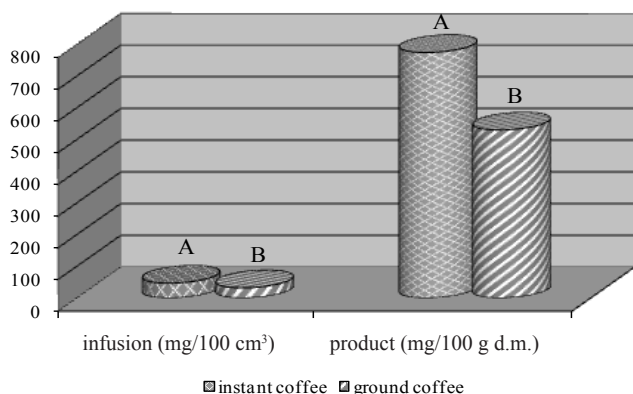 800
700
600
500
400
300
200
100
0
A
B
A
B
infusion (mg/100 cm³)
product (mg/100 g d.m.)
instant coffee
ground coffee